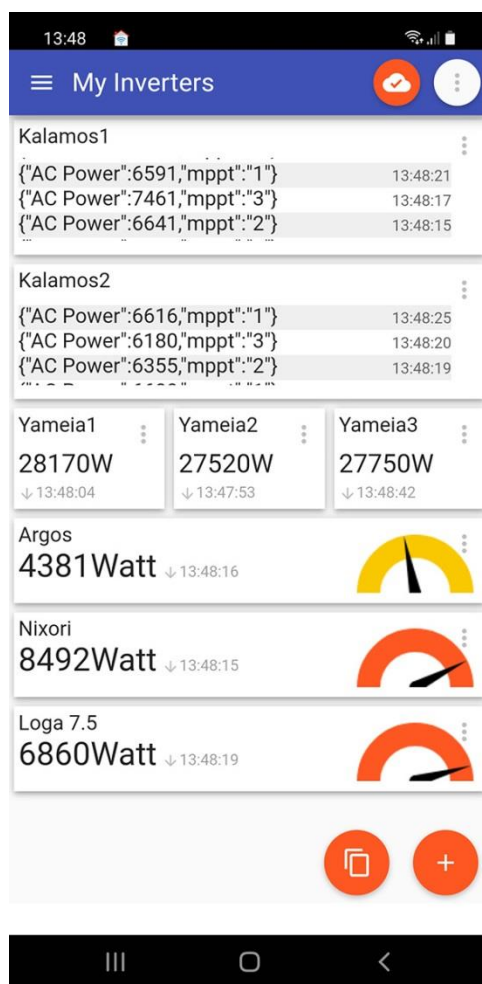 13:48
My Inverters
Kalamos1
{"AC Power":6591,"mppt":"1"} 13:48:21
{"AC Power":7461,"mppt":"3"} 13:48:17
{"AC Power":6641,"mppt":"2"} 13:48:15
Kalamos2
{"AC Power":6616,"mppt":"1"} 13:48:25
{"AC Power":6180,"mppt":"3"} 13:48:20
{"AC Power":6355,"mppt":"2"} 13:48:19
Yameia1 Yameia2 Yameia3
28170W 27520W 27750W
↓ 13:48:04 ↓ 13:47:53 ↓ 13:48:42
Argos
4381Watt ↓ 13:48:16
Nixori
8492Watt ↓ 13:48:15
Loga 7.5
6860Watt ↓ 13:48:19